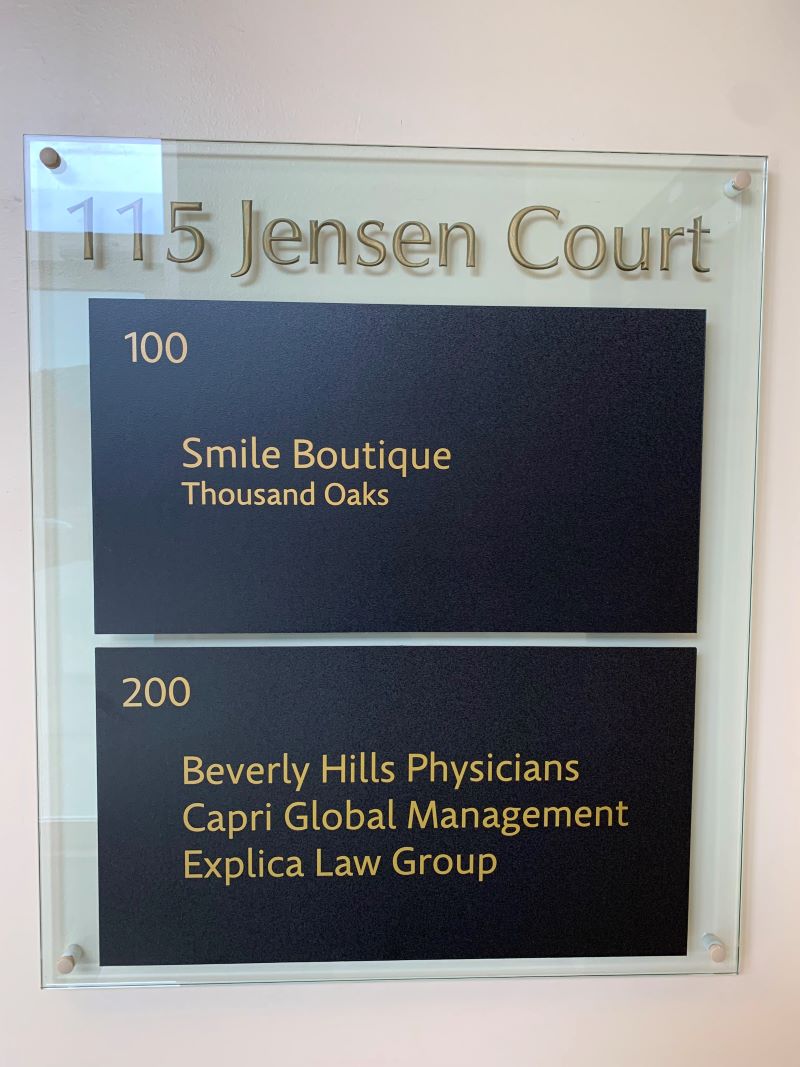 115 Jensen Court
100
Smile Boutique
Thousand Oaks
200
Beverly Hills Physicians
Capri Global Management
Explica Law Group